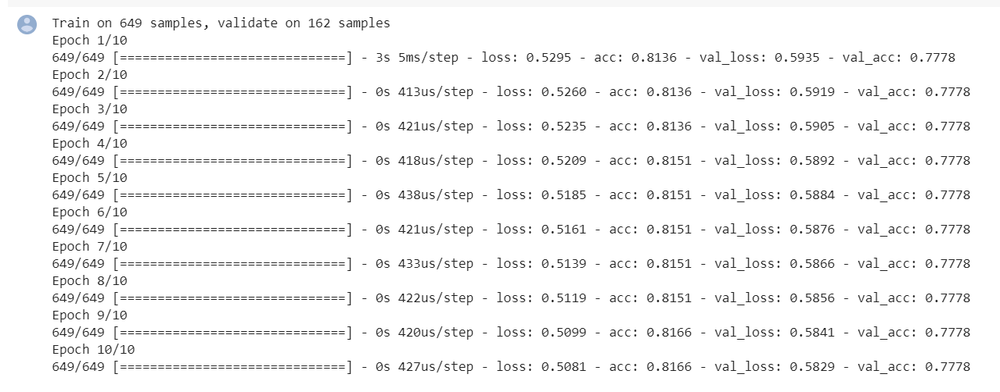 Train on 649 samples, validate on 162 samples
Epoch 1/10
649/649 [==============================] - 3s 5ms/step - loss: 0.5295 - acc: 0.8136 - val_loss: 0.5935 - val_acc: 0.7778
Epoch 2/10
649/649 [==============================] - 0s 413us/step - loss: 0.5260 - acc: 0.8136 - val_loss: 0.5919 - val_acc: 0.7778
Epoch 3/10
649/649 [==============================] - 0s 421us/step - loss: 0.5235 - acc: 0.8136 - val_loss: 0.5905 - val_acc: 0.7778
Epoch 4/10
649/649 [==============================] - 0s 418us/step - loss: 0.5209 - acc: 0.8151 - val_loss: 0.5892 - val_acc: 0.7778
Epoch 5/10
649/649 [==============================] - 0s 438us/step - loss: 0.5185 - acc: 0.8151 - val_loss: 0.5884 - val_acc: 0.7778
Epoch 6/10
649/649 [==============================] - 0s 421us/step - loss: 0.5161 - acc: 0.8151 - val_loss: 0.5876 - val_acc: 0.7778
Epoch 7/10
649/649 [==============================] - 0s 433us/step - loss: 0.5139 - acc: 0.8151 - val_loss: 0.5866 - val_acc: 0.7778
Epoch 8/10
649/649 [==============================] - 0s 422us/step - loss: 0.5119 - acc: 0.8151 - val_loss: 0.5856 - val_acc: 0.7778
Epoch 9/10
649/649 [==============================] - 0s 420us/step - loss: 0.5099 - acc: 0.8166 - val_loss: 0.5841 - val_acc: 0.7778
Epoch 10/10
649/649 [==============================] - 0s 427us/step - loss: 0.5081 - acc: 0.8166 - val_loss: 0.5829 - val_acc: 0.7778